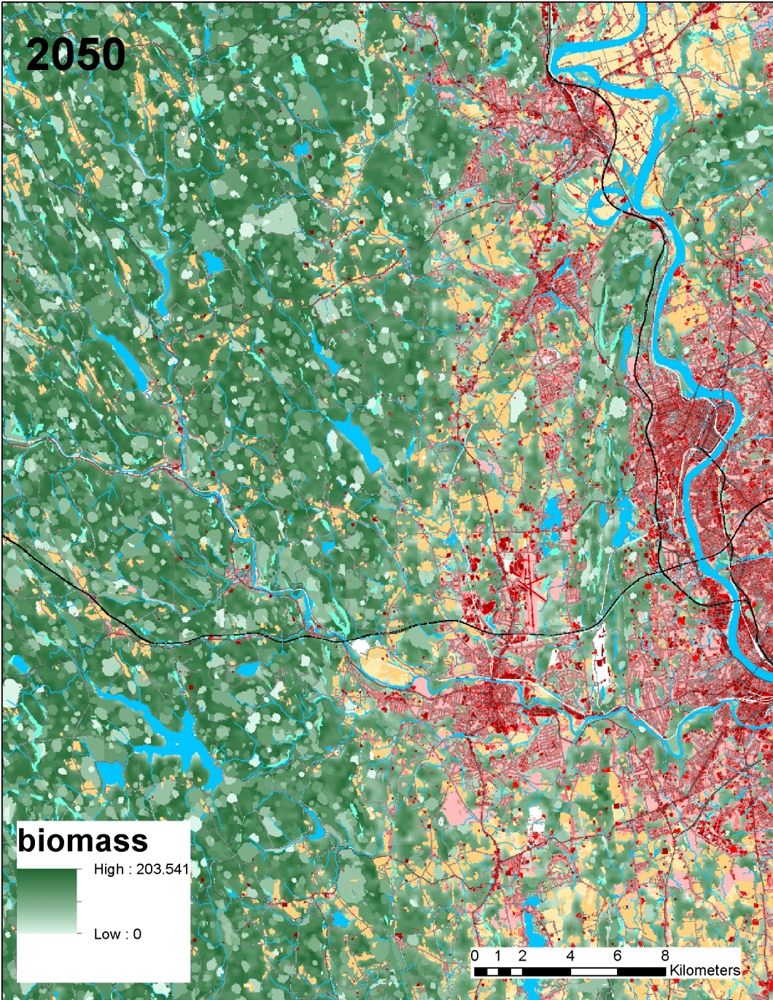 2050
biomass
High : 203.541
Low : 0
0 1 2 4 6 8
Kilometers